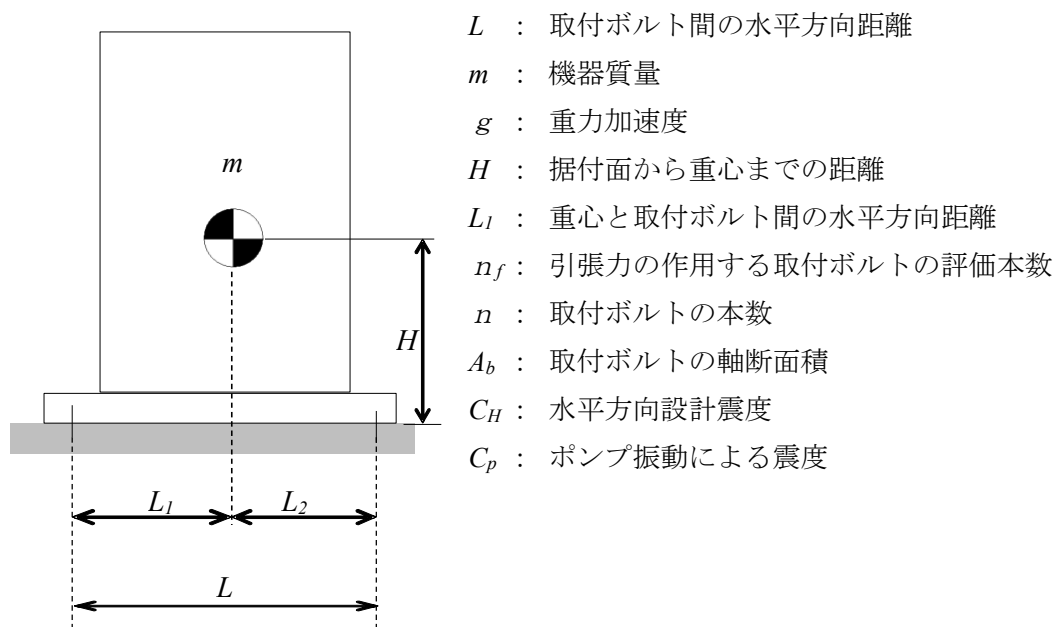 m
H
L1
L2
L
L : 取付ボルト間の水平方向距離
m : 機器質量
g : 重力加速度
H : 据付面から重心までの距離
L1 : 重心と取付ボルト間の水平方向距離
nf : 引張力の作用する取付ボルトの評価本数
n : 取付ボルトの本数
Ab : 取付ボルトの軸断面積
CH : 水平方向設計震度
Cp : ポンプ振動による震度